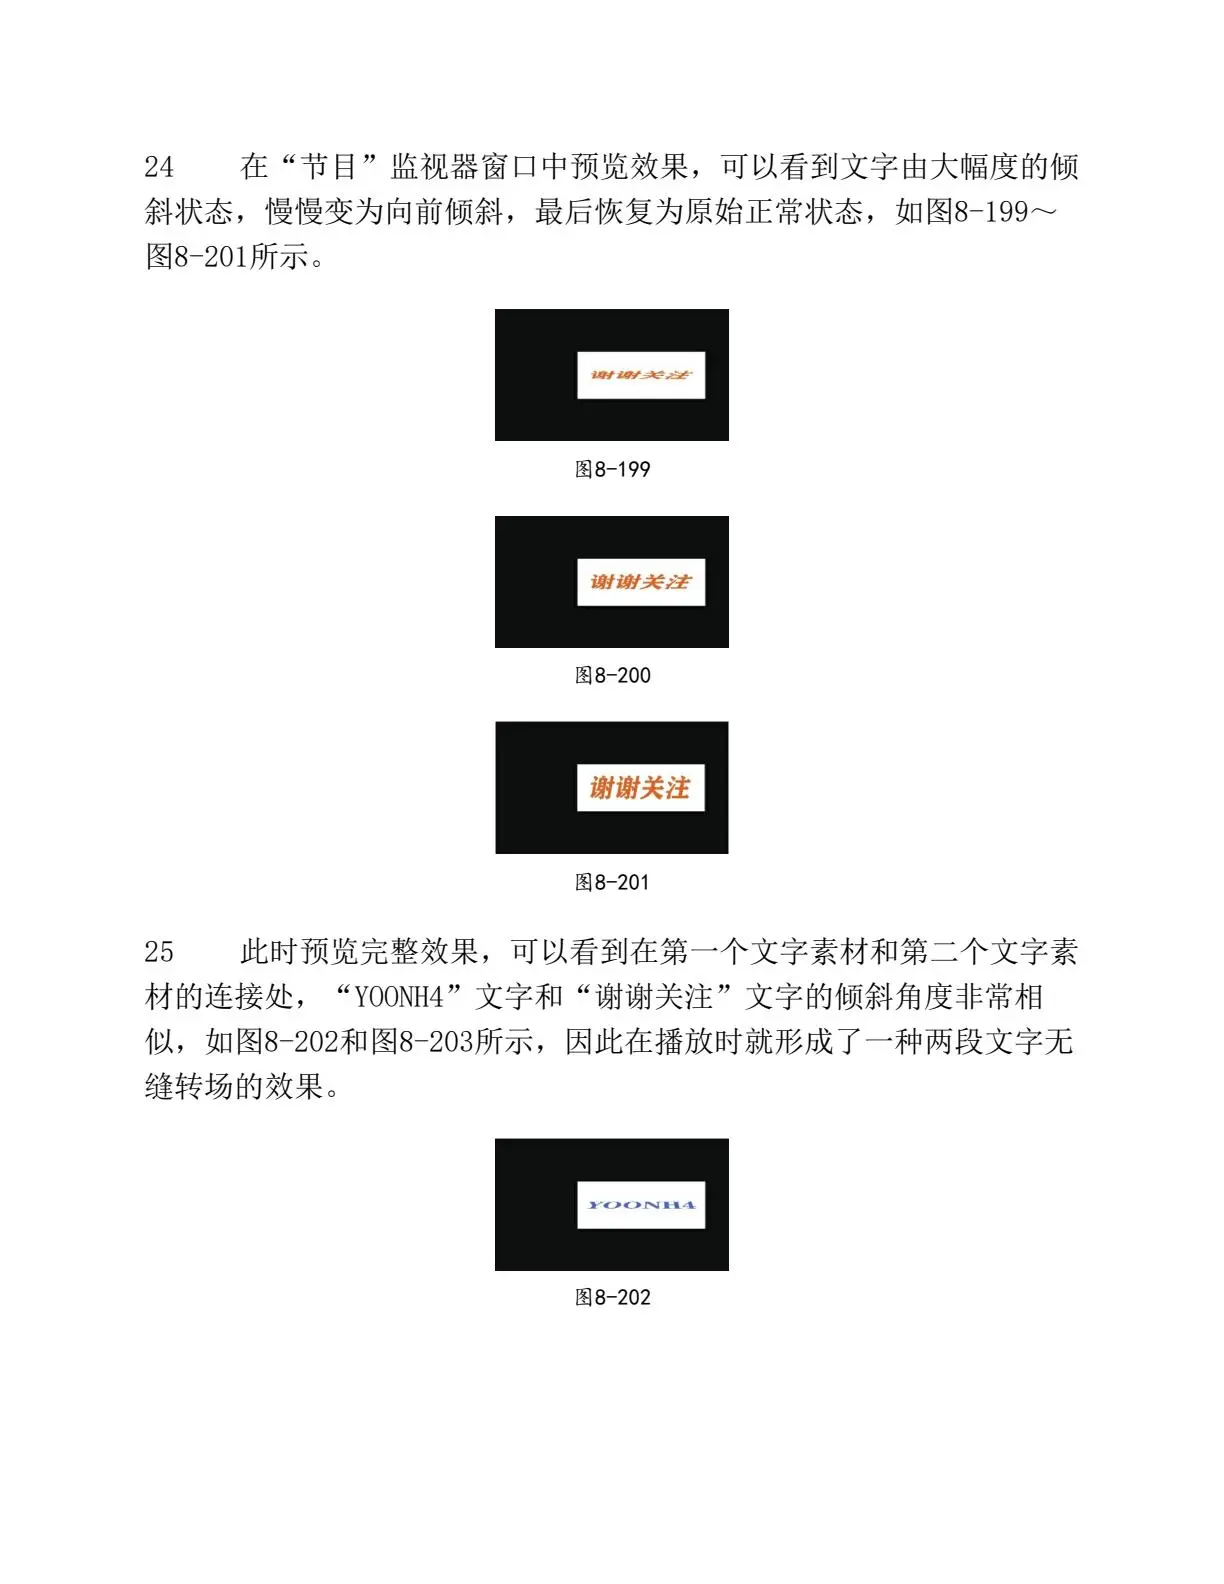 24 在“节目”监视器窗口中预览效果，可以看到文字由大幅度的倾
斜状态，慢慢变为向前倾斜，最后恢复为原始正常状态，如图8-199～
图8-201所示。
谢谢关注
图8-199
谢谢关注
图8-200
谢谢关注
图8-201
25 此时预览完整效果，可以看到在第一个文字素材和第二个文字素
材的连接处，“YOONH4”文字和“谢谢关注”文字的倾斜角度非常相
似，如图8-202和图8-203所示，因此在播放时就形成了一种两段文字无
缝转场的效果。
YOONH4
图8-202